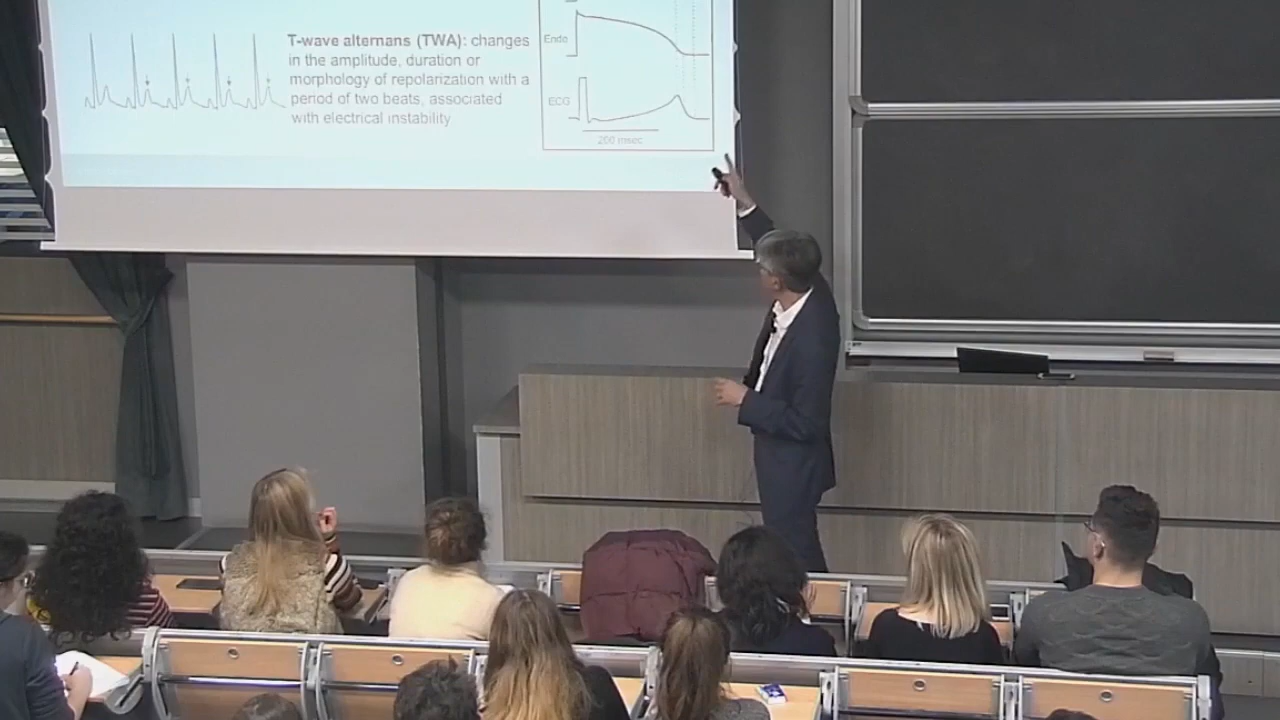 T-wave alternans (TWA): changes
in the amplitude, duration or
morphology of repolarization with a
period of two beats, associated
with electrical instability
Endo
ECG
200 msec